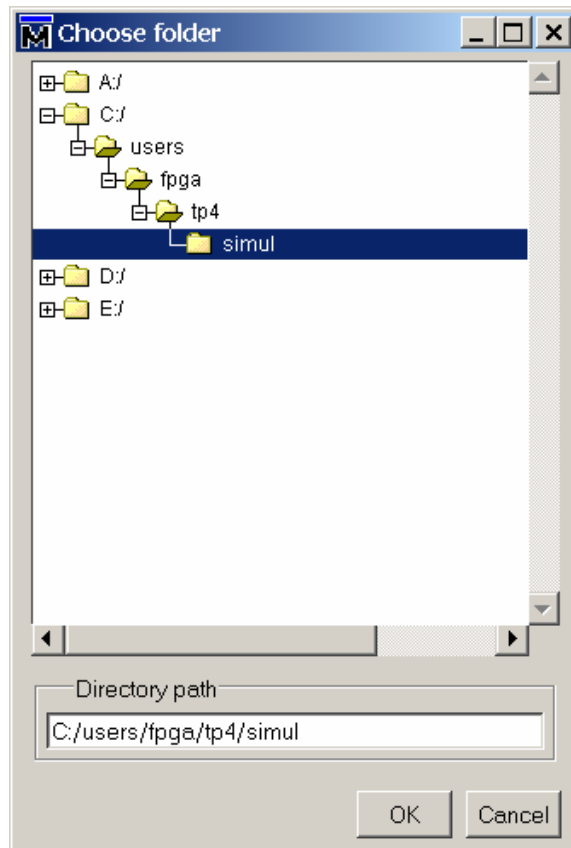 Choose folder
A:/
C:/
users
fpga
tp4
simul
D:/
E:/
Directory path
C:/users/fpga/tp4/simul
OK Cancel